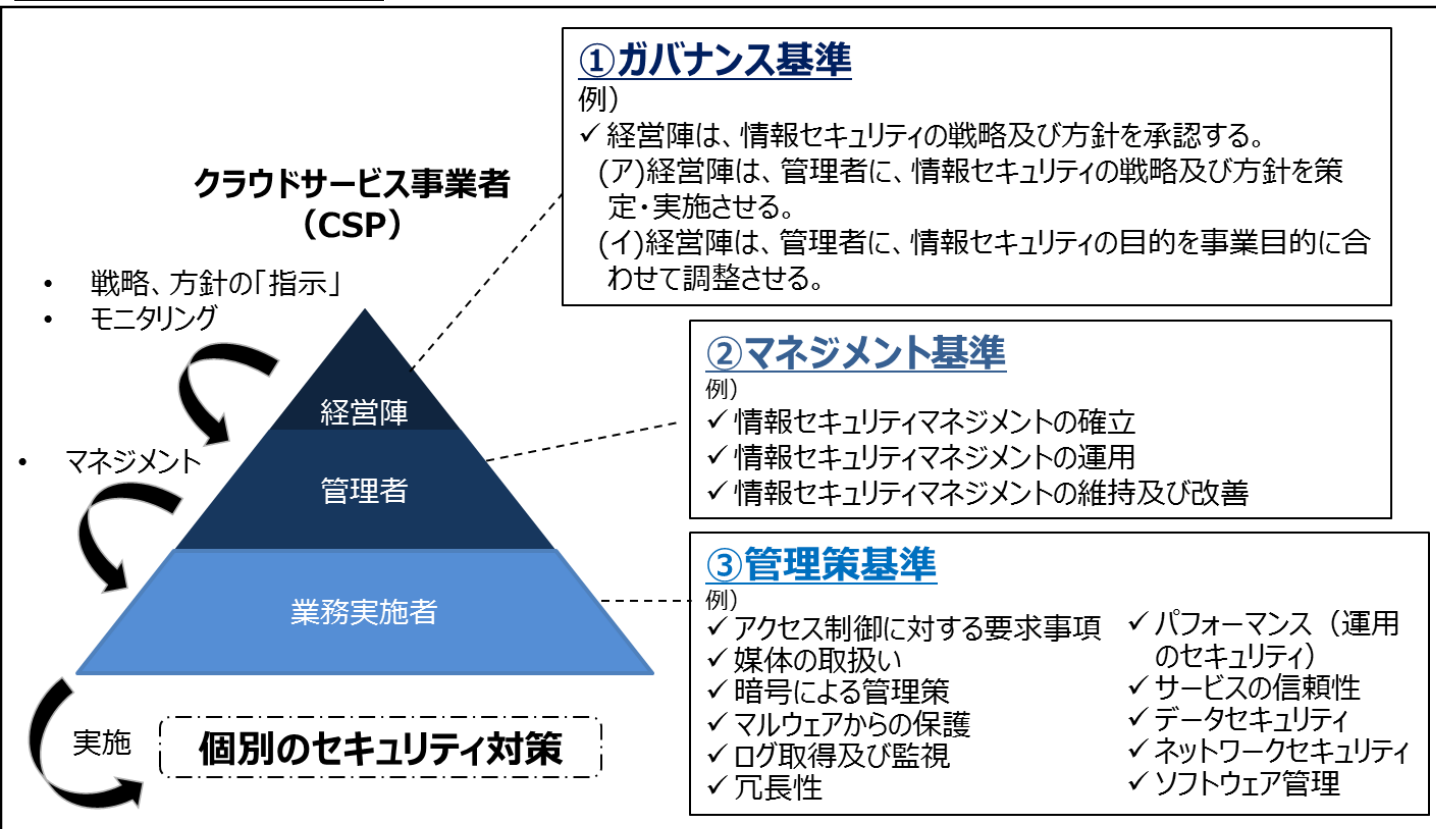 ①ガバナンス基準
例）
✓経営陣は、情報セキュリティの戦略及び方針を承認する。
(ア)経営陣は、管理者に、情報セキュリティの戦略及び方針を策
定・実施させる。
(イ)経営陣は、管理者に、情報セキュリティの目的を事業目的に合
わせて調整させる。
クラウドサービス事業者
（CSP）
• 戦略、方針の「指示」
• モニタリング
• マネジメント
経営陣
管理者
業務実施者
実施
個別のセキュリティ対策
②マネジメント基準
例）
✓情報セキュリティマネジメントの確立
✓情報セキュリティマネジメントの運用
✓情報セキュリティマネジメントの維持及び改善
③管理策基準
例）
✓アクセス制御に対する要求事項
✓媒体の取扱い
✓暗号による管理策
✓マルウェアからの保護
✓ログ取得及び監視
✓冗長性
✓パフォーマンス（運用
のセキュリティ）
✓サービスの信頼性
✓データセキュリティ
✓ネットワークセキュリティ
✓ソフトウェア管理